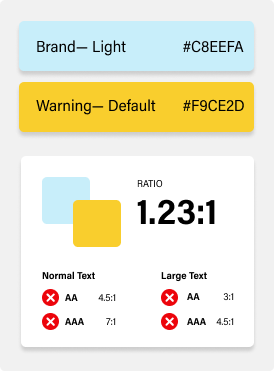 Brand— Light #C8EEFA
Warning— Default #F9CE2D
RATIO
1.23:1
Normal Text Large Text
AA 4.5:1 AA 3:1
AAA 7:1 AAA 4.5:1